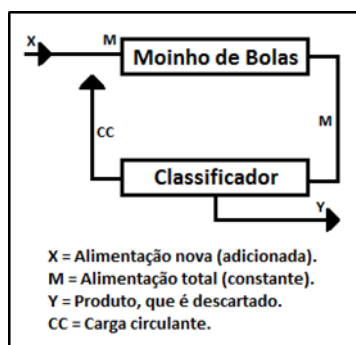 X
M
Moinho de Bolas
CC
M
Classificador
Y
X = Alimentação nova (adicionada).
M = Alimentação total (constante).
Y = Produto, que é descartado.
CC = Carga circulante.